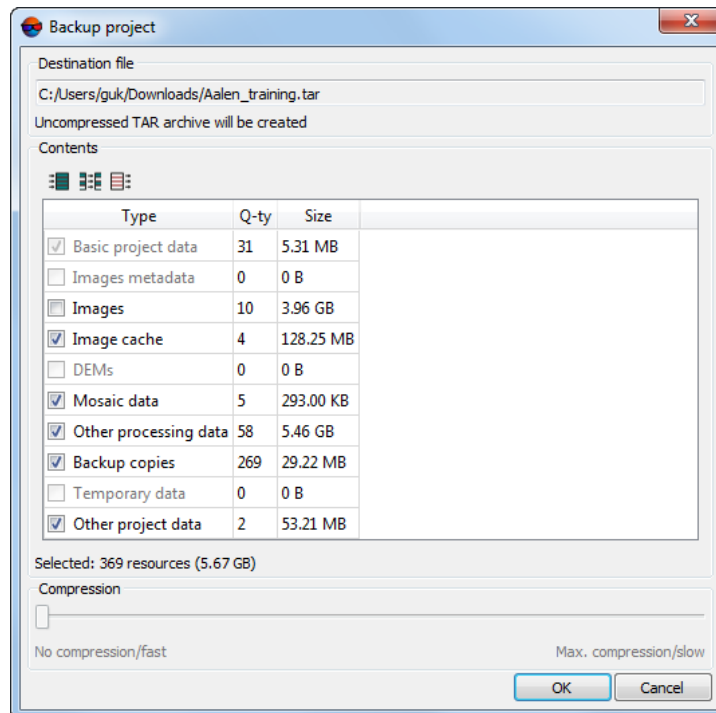 Backup project
Destination file
C:/Users/guk/Downloads/Aalen_training.tar
Uncompressed TAR archive will be created
Contents
Type Q-ty Size
Basic project data 31 5.31 MB
Images metadata 0 0 B
Images 10 3.96 GB
Image cache 4 128.25 MB
DEMs 0 0 B
Mosaic data 5 293.00 KB
Other processing data 58 5.46 GB
Backup copies 269 29.22 MB
Temporary data 0 0 B
Other project data 2 53.21 MB
Selected: 369 resources (5.67 GB)
Compression
No compression/fast Max. compression/slow
OK Cancel